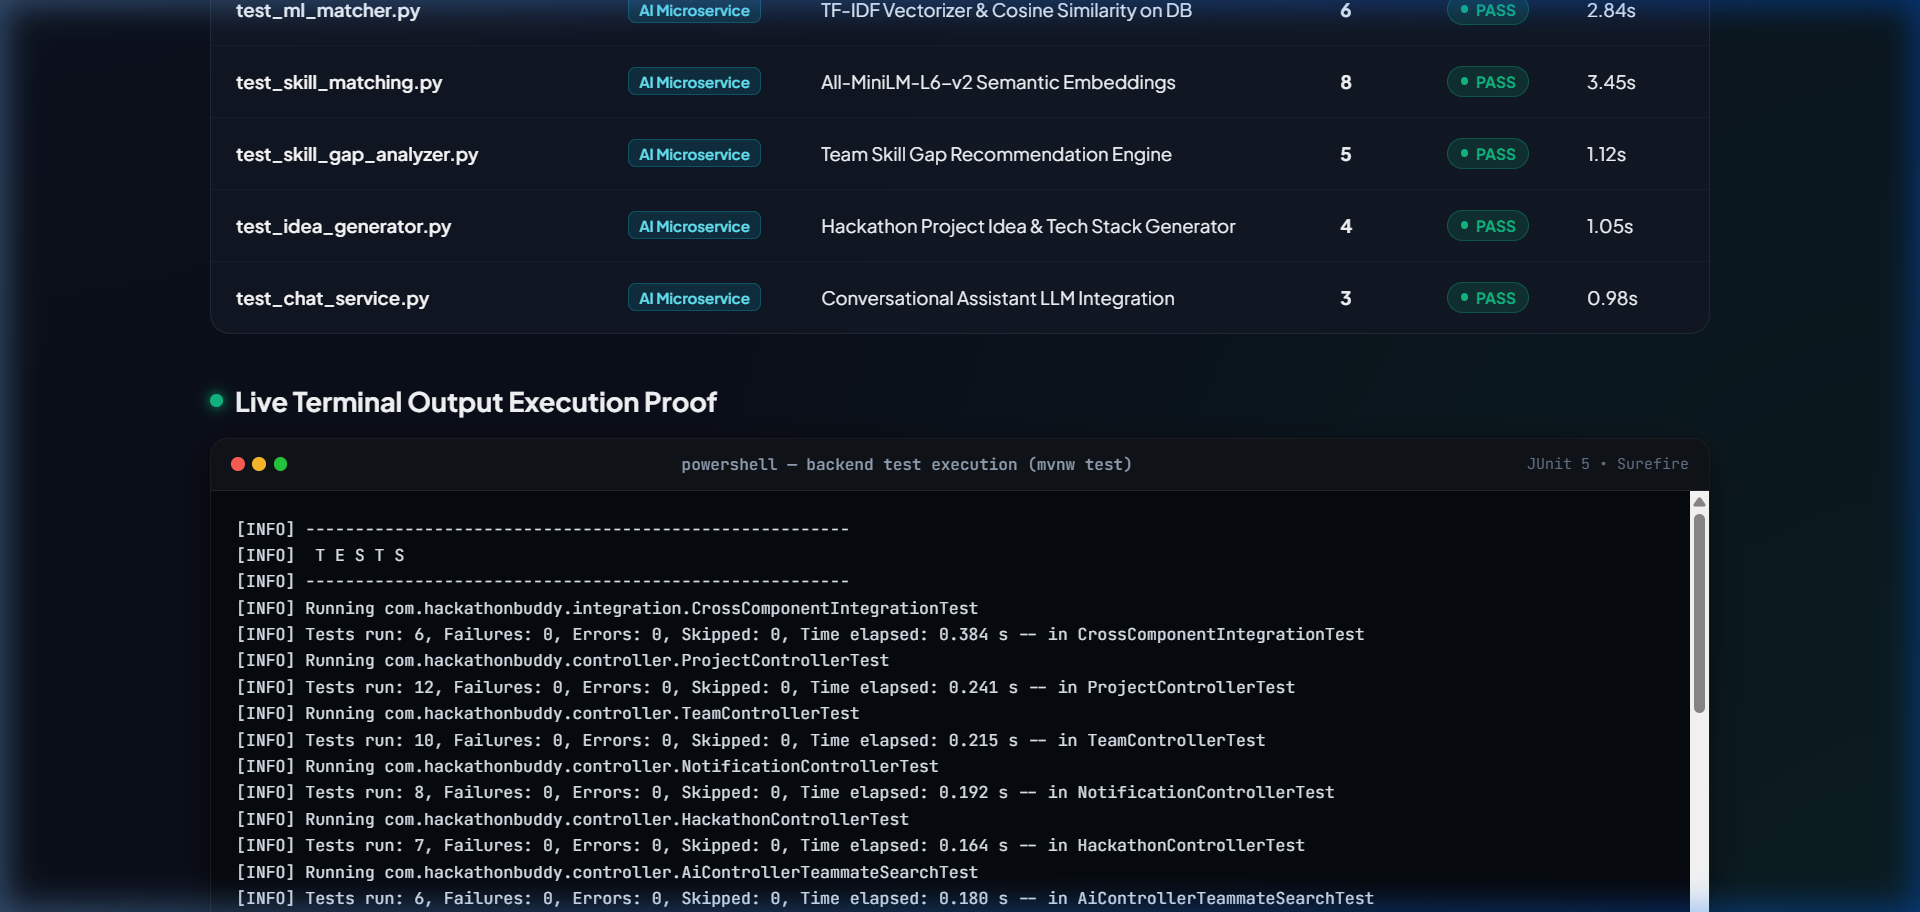 test_ml_matcher.py AI Microservice TF-IDF Vectorizer & Cosine Similarity on DB 6 PASS 2.84s
test_skill_matching.py AI Microservice All-MiniLM-L6-v2 Semantic Embeddings 8 PASS 3.45s
test_skill_gap_analyzer.py AI Microservice Team Skill Gap Recommendation Engine 5 PASS 1.12s
test_idea_generator.py AI Microservice Hackathon Project Idea & Tech Stack Generator 4 PASS 1.05s
test_chat_service.py AI Microservice Conversational Assistant LLM Integration 3 PASS 0.98s
Live Terminal Output Execution Proof
powershell — backend test execution (mvnw test) JUnit 5 • Surefire
[INFO] -------------------------------------------------------
[INFO]  T E S T S
[INFO] -------------------------------------------------------
[INFO] Running com.hackathonbuddy.integration.CrossComponentIntegrationTest
[INFO] Tests run: 6, Failures: 0, Errors: 0, Skipped: 0, Time elapsed: 0.384 s -- in CrossComponentIntegrationTest
[INFO] Running com.hackathonbuddy.controller.ProjectControllerTest
[INFO] Tests run: 12, Failures: 0, Errors: 0, Skipped: 0, Time elapsed: 0.241 s -- in ProjectControllerTest
[INFO] Running com.hackathonbuddy.controller.TeamControllerTest
[INFO] Tests run: 10, Failures: 0, Errors: 0, Skipped: 0, Time elapsed: 0.215 s -- in TeamControllerTest
[INFO] Running com.hackathonbuddy.controller.NotificationControllerTest
[INFO] Tests run: 8, Failures: 0, Errors: 0, Skipped: 0, Time elapsed: 0.192 s -- in NotificationControllerTest
[INFO] Running com.hackathonbuddy.controller.HackathonControllerTest
[INFO] Tests run: 7, Failures: 0, Errors: 0, Skipped: 0, Time elapsed: 0.164 s -- in HackathonControllerTest
[INFO] Running com.hackathonbuddy.controller.AiControllerTeammateSearchTest
[INFO] Tests run: 6, Failures: 0, Errors: 0, Skipped: 0, Time elapsed: 0.180 s -- in AiControllerTeammateSearchTest